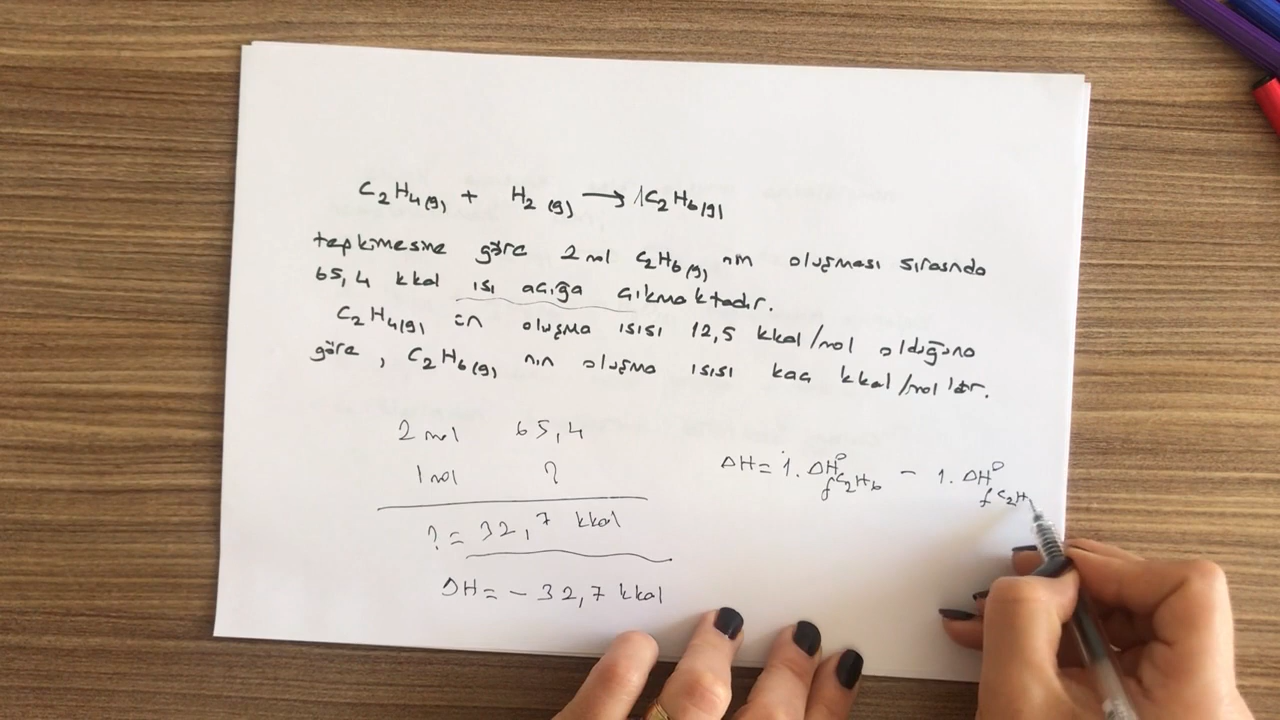 C₂H₄(g) + H₂(g) → 1C₂H₆(g)
tepkimesine göre 2 mol C₂H₆(g) nın oluşması sırasında
65,4 kkal ısı açığa çıkmaktadır.
C₂H₄(g) ün oluşma ısısı 12,5 kkal/mol olduğuna
göre, C₂H₆(g) nın oluşma ısısı kaç kkal/mol'dür.
2 mol 65,4
1 mol ?
? = 32,7 kkal
ΔH = - 32,7 kkal
ΔH = 1. ΔH°f C₂H₆ - 1. ΔH°f C₂H